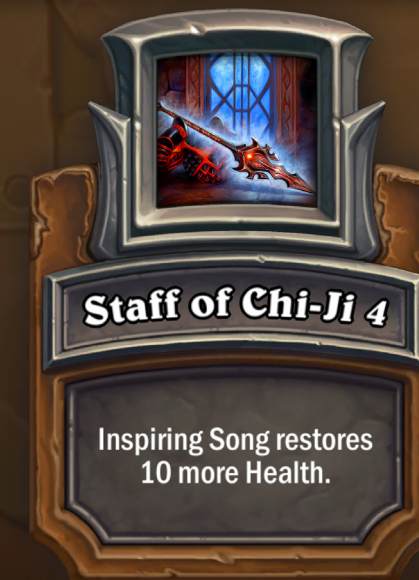 Staff of Chi-Ji 4
Inspiring Song restores
10 more Health.